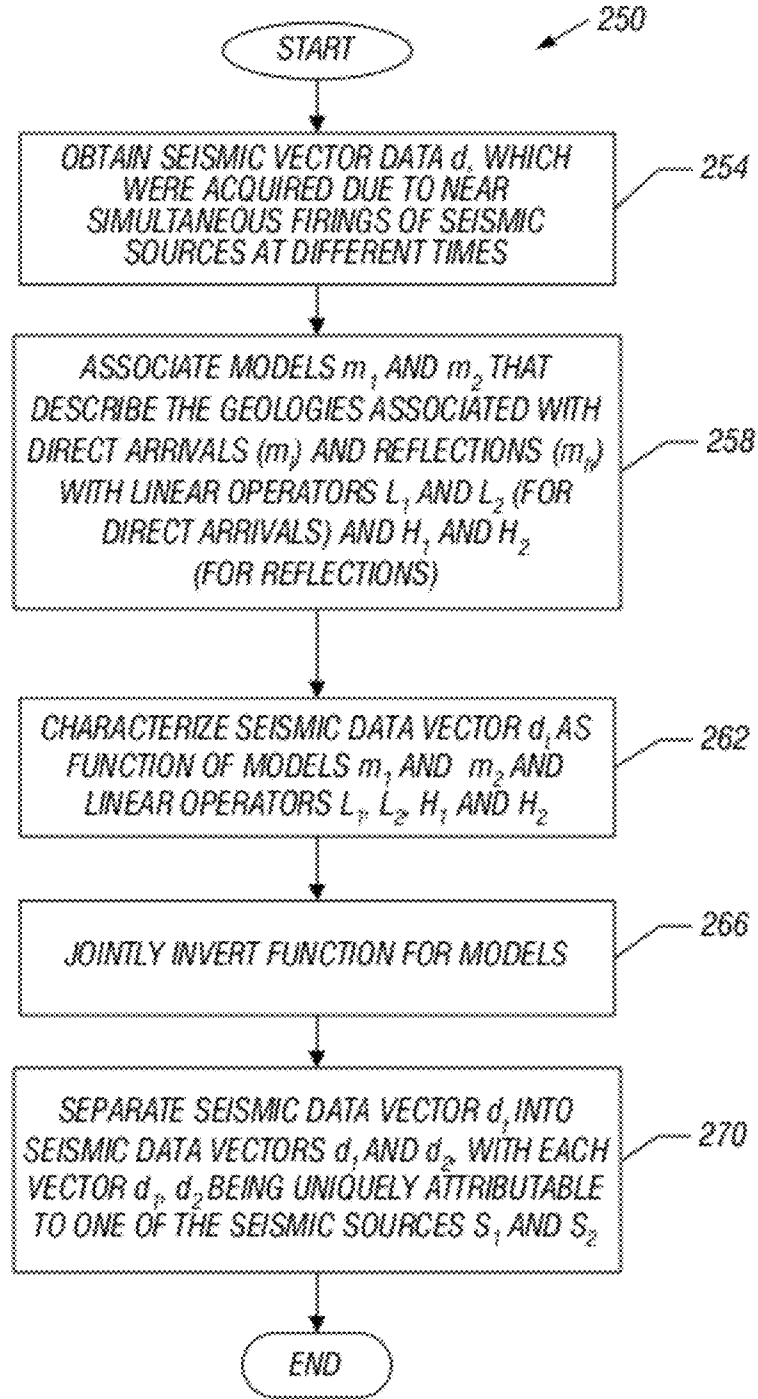 250
START
OBTAIN SEISMIC VECTOR DATA d, WHICH
WERE ACQUIRED DUE TO NEAR
SIMULTANEOUS FIRINGS OF SEISMIC
SOURCES AT DIFFERENT TIMES
254
ASSOCIATE MODELS m₁ AND m₂ THAT
DESCRIBE THE GEOLOGIES ASSOCIATED WITH
DIRECT ARRIVALS (m) AND REFLECTIONS (m)
WITH LINEAR OPERATORS L₁ AND L₂ (FOR
DIRECT ARRIVALS) AND H₁ AND H₂
(FOR REFLECTIONS)
258
CHARACTERIZE SEISMIC DATA VECTOR d AS
FUNCTION OF MODELS m₁ AND m₂ AND
LINEAR OPERATORS L₁, L₂, H₁ AND H₂
262
JOINTLY INVERT FUNCTION FOR MODELS
266
SEPARATE SEISMIC DATA VECTOR d INTO
SEISMIC DATA VECTORS d₁ AND d₂, WITH EACH
VECTOR d₁, d₂ BEING UNIQUELY ATTRIBUTABLE
TO ONE OF THE SEISMIC SOURCES S₁ AND S₂
270
END